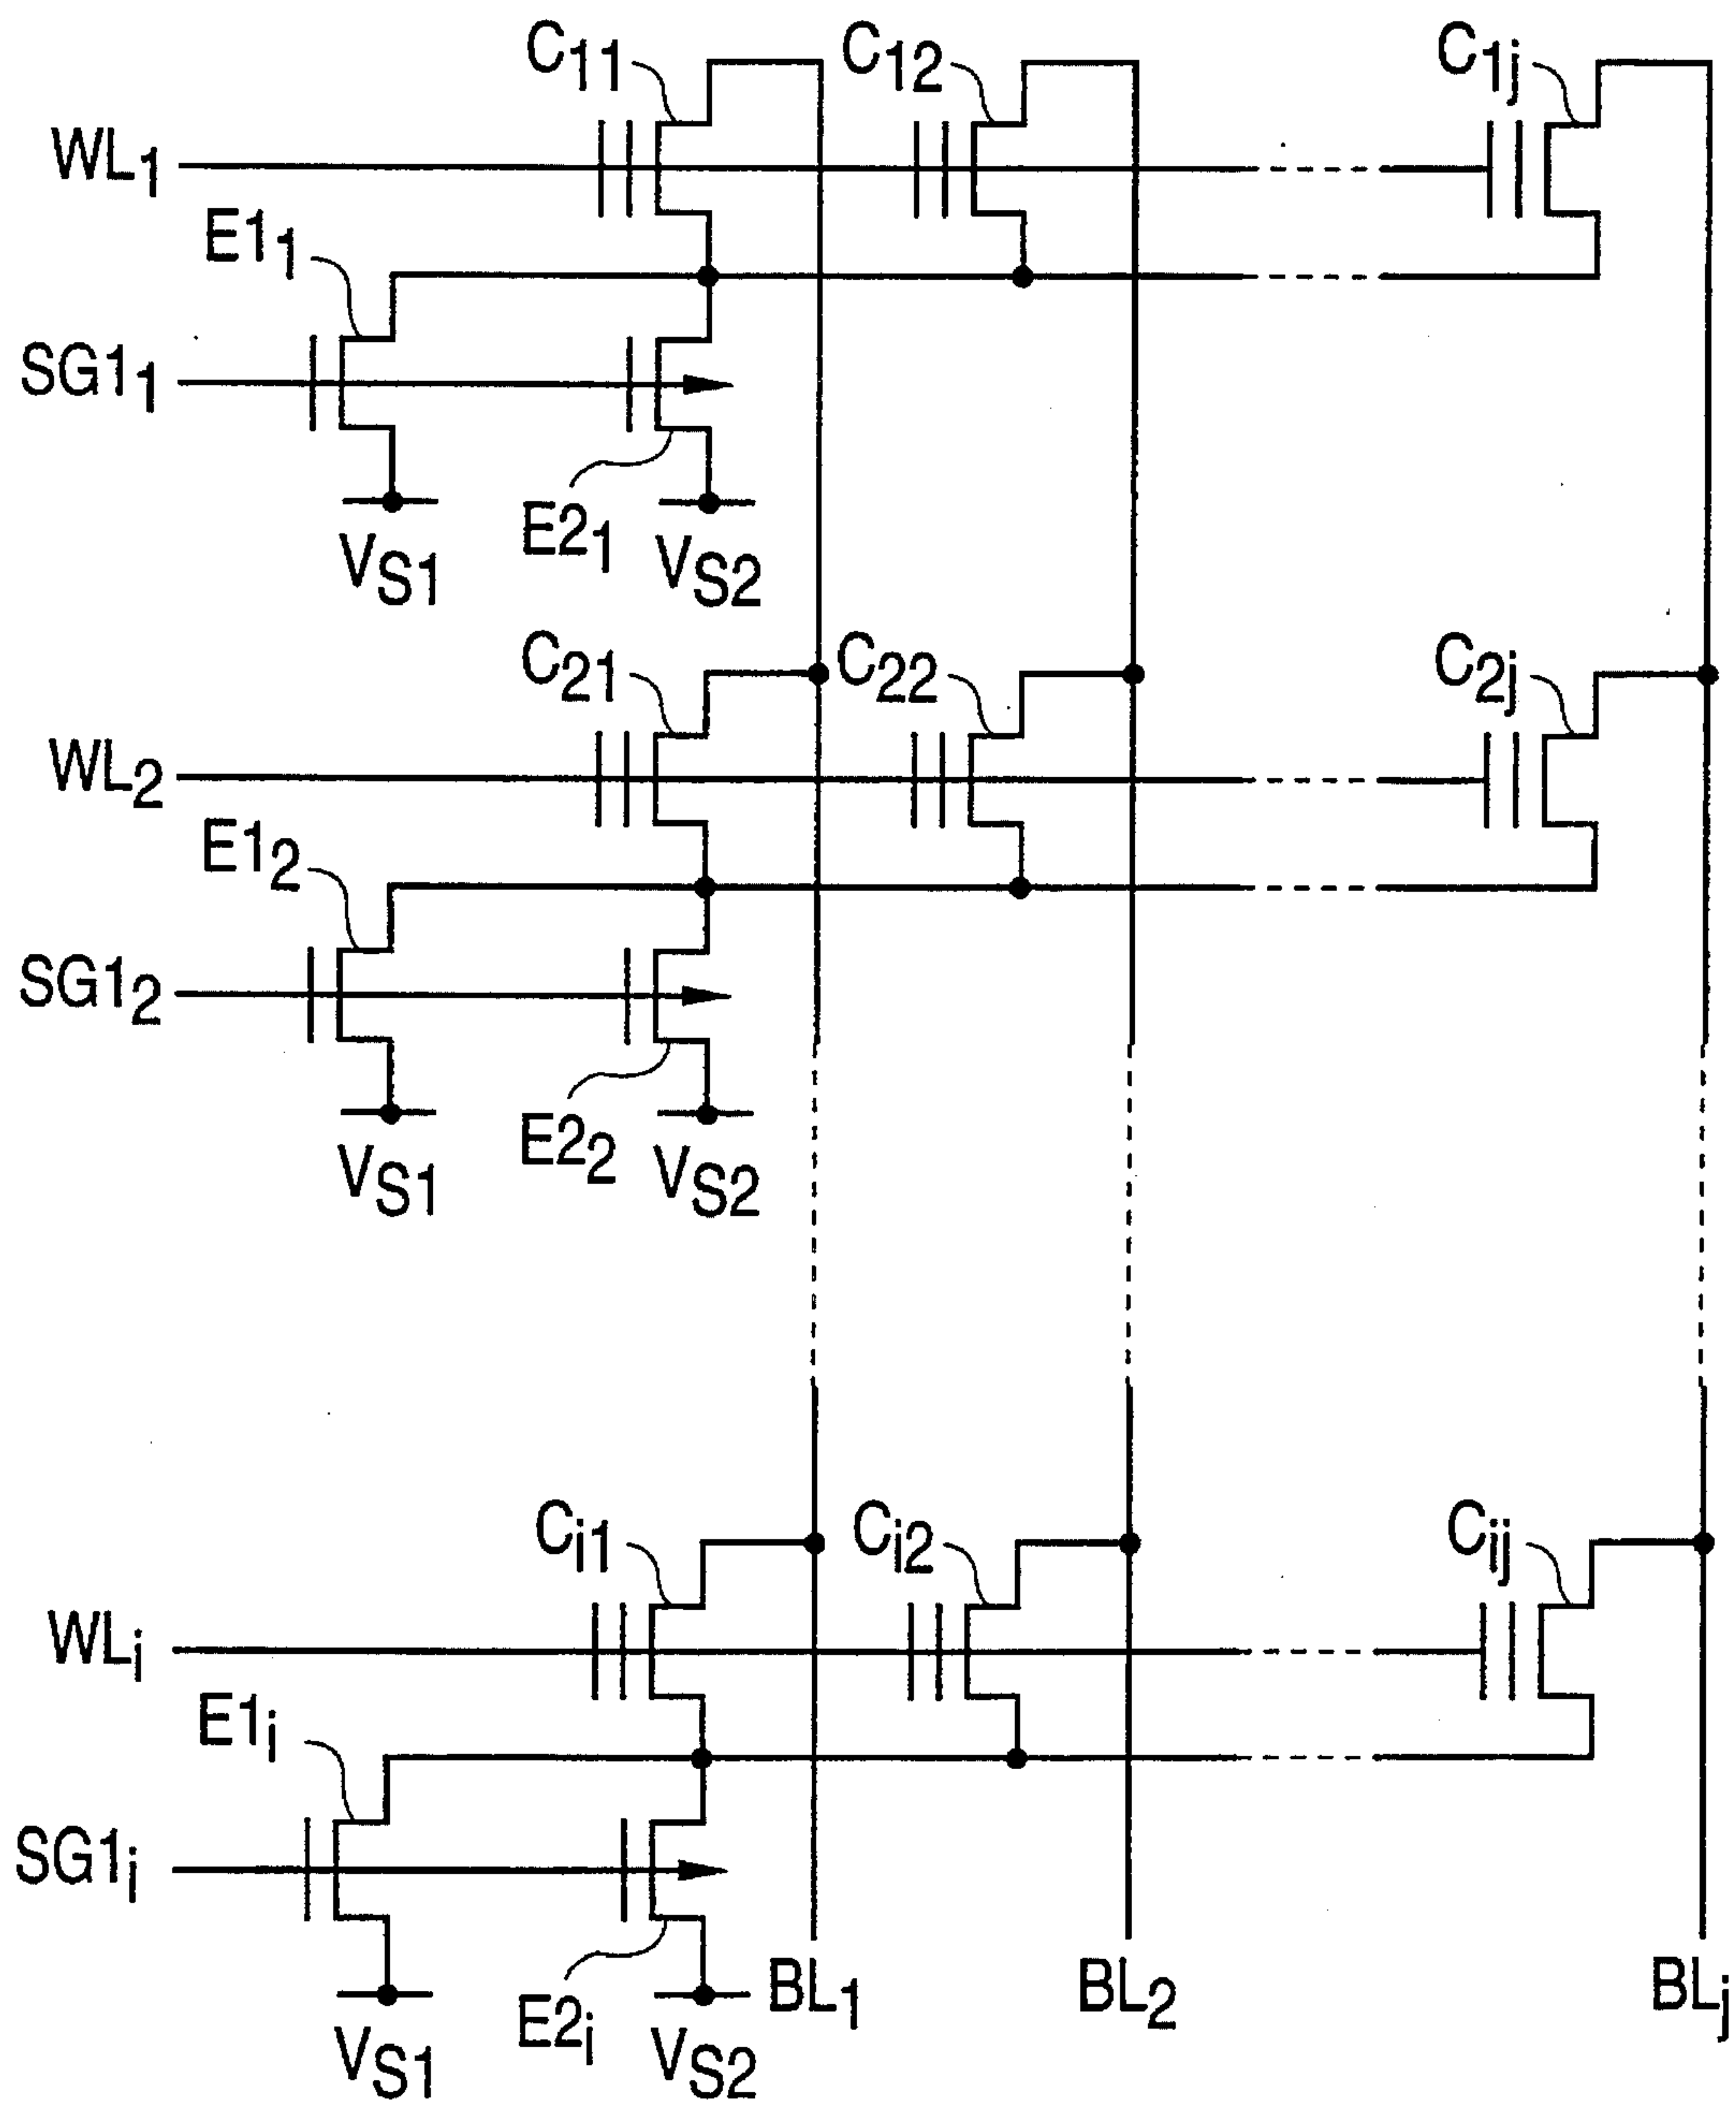 C11 C12 C1j
WL1
E11
SG11
E21
VS1 VS2
C21 C22 C2j
WL2
E12
SG12
E22
VS1 VS2
Ci1 Ci2 Cij
WLi
E1i
SG1i
BL1 BL2 BLj
E2i
VS1 VS2